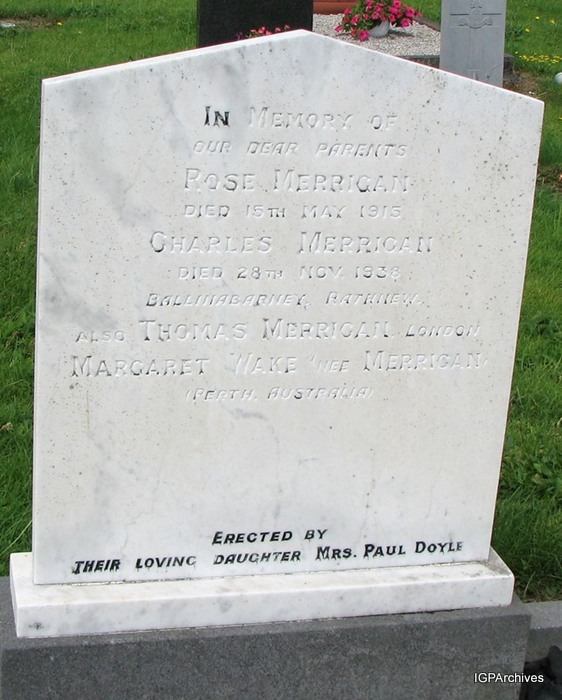 IN MEMORY OF
OUR DEAR PARENTS
ROSE MERRIGAN
DIED 15TH MAY 1915
CHARLES MERRIGAN
DIED 28TH NOV. 1938
BALLINABARNEY, RATHNEW.
ALSO THOMAS MERRIGAN, LONDON
MARGARET WAKE (NEE MERRIGAN)
(PERTH, AUSTRALIA)
ERECTED BY
THEIR LOVING DAUGHTER MRS. PAUL DOYLE
IGPArchives